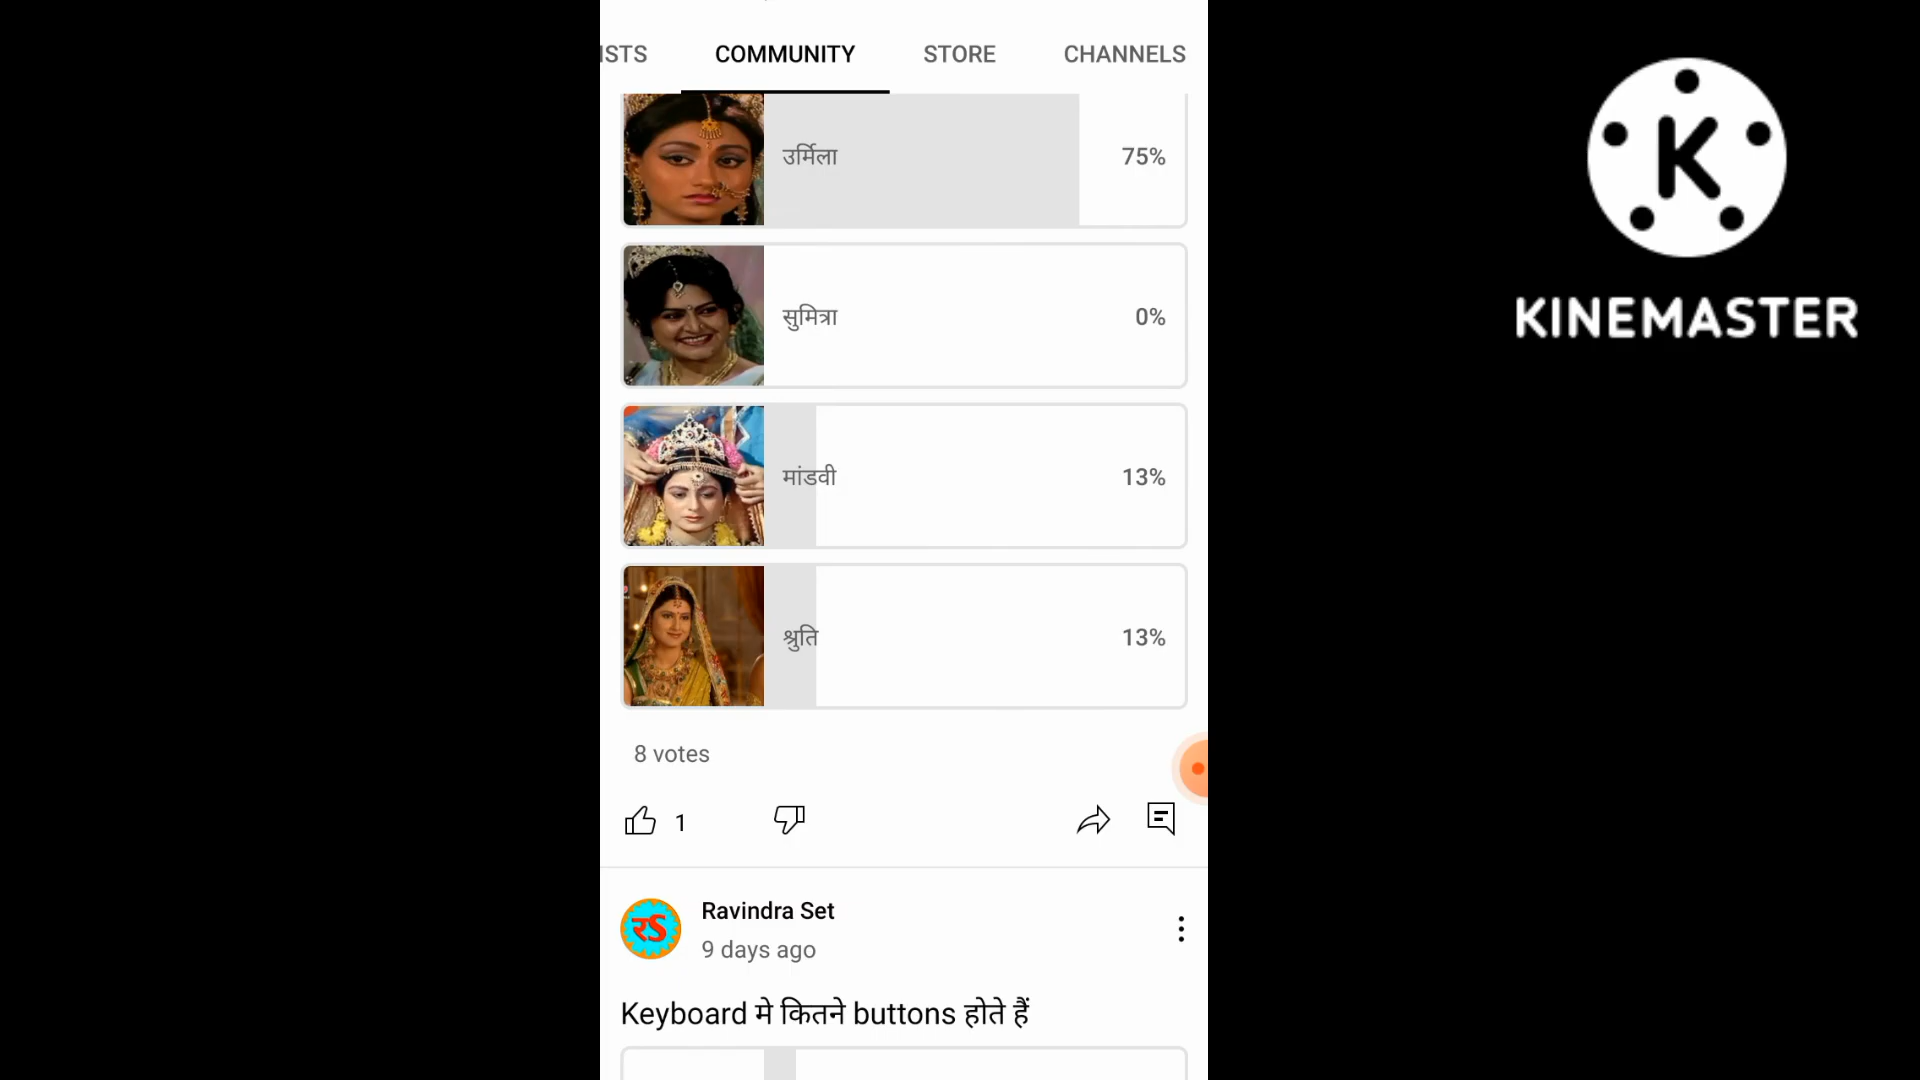 COMMUNITY STORE CHANNELS
उर्मिला 75%
सुमित्रा 0%
मांडवी 13%
श्रुति 13%
8 votes
1
Ravindra Set
9 days ago
Keyboard मे कितने buttons होते हैं
रS
K
KINEMASTER